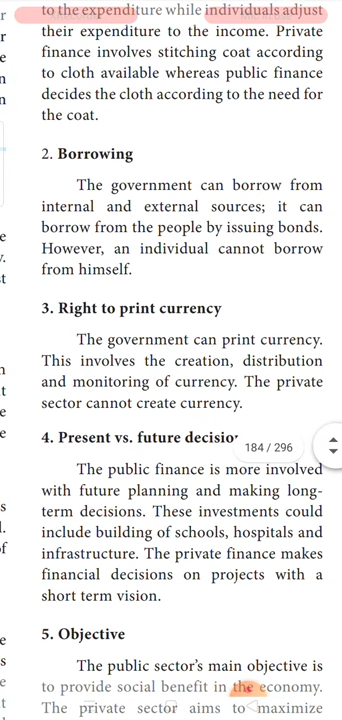 to the expenditure while individuals adjust
their expenditure to the income. Private
finance involves stitching coat according
to cloth available whereas public finance
decides the cloth according to the need for
the coat.
2. Borrowing
The government can borrow from
internal and external sources; it can
borrow from the people by issuing bonds.
However, an individual cannot borrow
from himself.
3. Right to print currency
The government can print currency.
This involves the creation, distribution
and monitoring of currency. The private
sector cannot create currency.
4. Present vs. future decisio
184 / 296
The public finance is more involved
with future planning and making long-
term decisions. These investments could
include building of schools, hospitals and
infrastructure. The private finance makes
financial decisions on projects with a
short term vision.
5. Objective
The public sector's main objective is
to provide social benefit in the economy.
The private sector aims to maximize